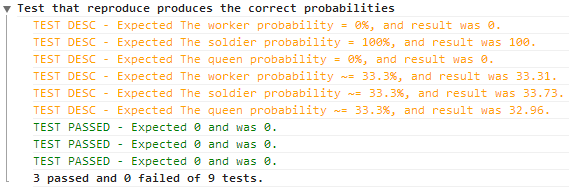 Test that reproduce produces the correct probabilities
TEST DESC - Expected The worker probability = 0%, and result was 0.
TEST DESC - Expected The soldier probability = 100%, and result was 100.
TEST DESC - Expected The queen probability = 0%, and result was 0.
TEST DESC - Expected The worker probability ~= 33.3%, and result was 33.31.
TEST DESC - Expected The soldier probability ~= 33.3%, and result was 33.73.
TEST DESC - Expected The queen probability ~= 33.3%, and result was 32.96.
TEST PASSED - Expected 0 and was 0.
TEST PASSED - Expected 0 and was 0.
TEST PASSED - Expected 0 and was 0.
3 passed and 0 failed of 9 tests.